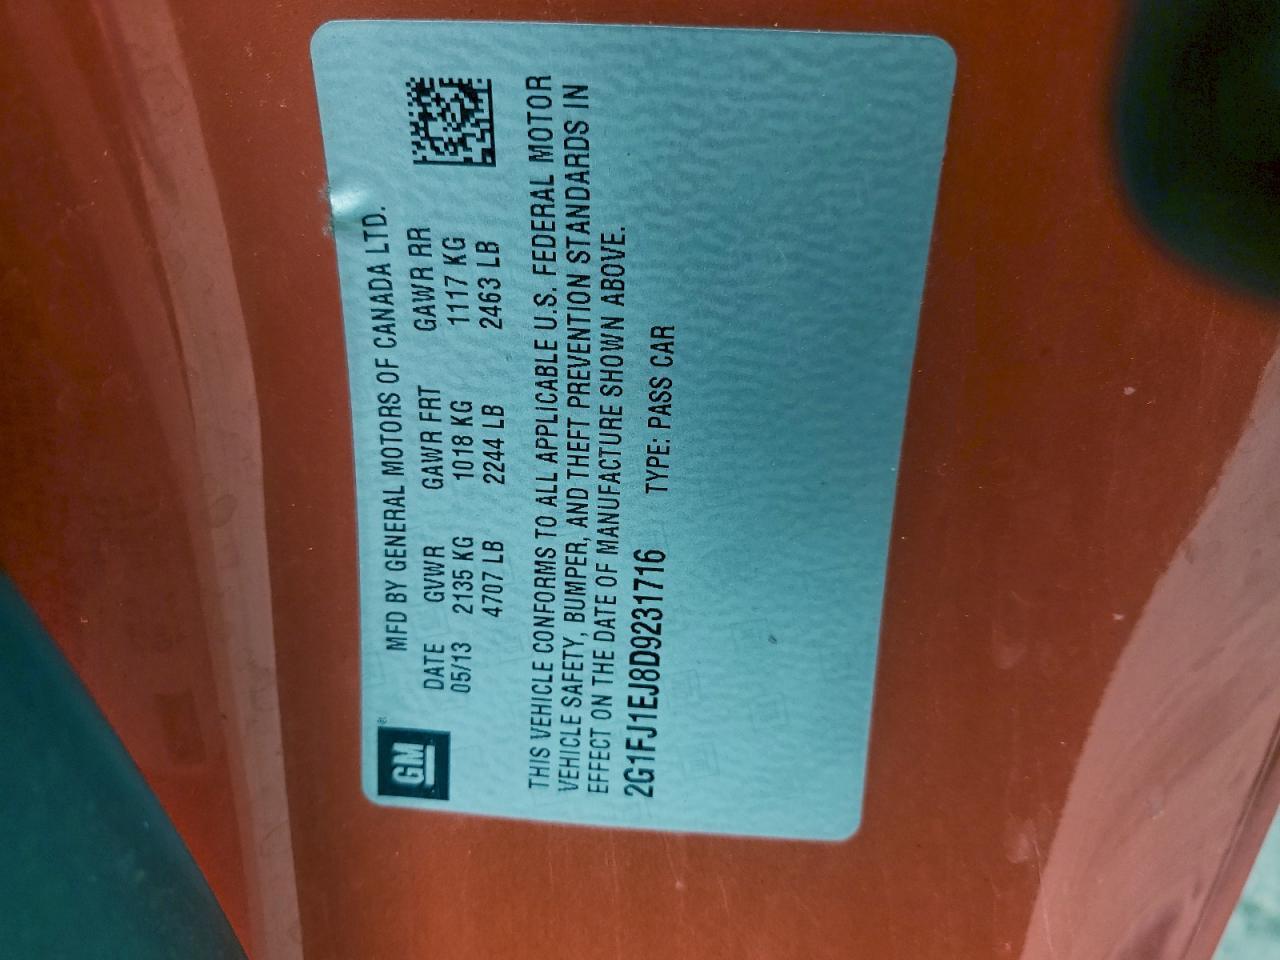 GM®
MFD BY GENERAL MOTORS OF CANADA LTD.
DATE GVWR GAWR FRT GAWR RR
05/13 2135 KG 1018 KG 1117 KG
4707 LB 2244 LB 2463 LB
THIS VEHICLE CONFORMS TO ALL APPLICABLE U.S. FEDERAL MOTOR
VEHICLE SAFETY, BUMPER, AND THEFT PREVENTION STANDARDS IN
EFFECT ON THE DATE OF MANUFACTURE SHOWN ABOVE.
2G1FJ1EJ8D9231716 TYPE: PASS CAR